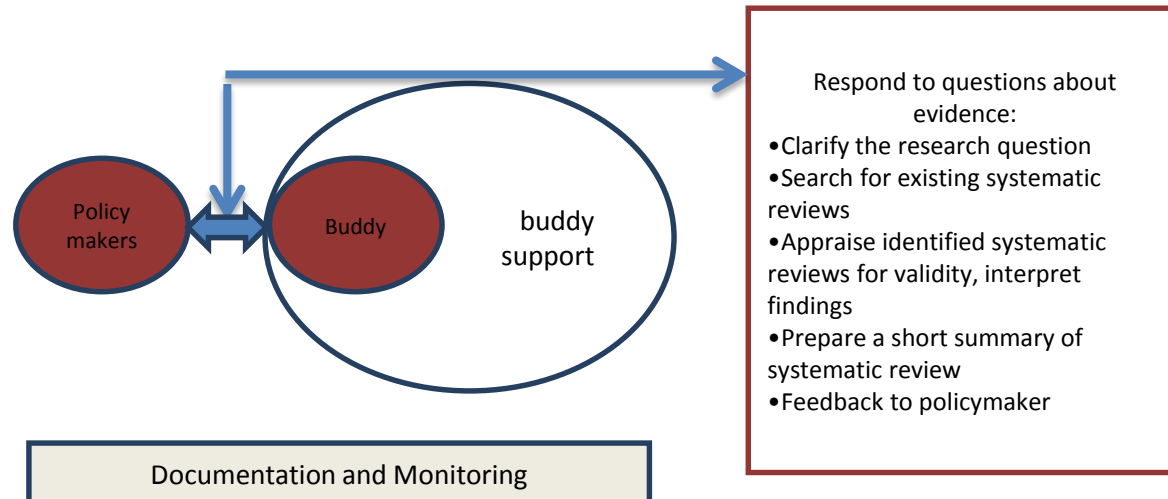 Policy
makers
Buddy
buddy
support
Respond to questions about
evidence:
•Clarify the research question
•Search for existing systematic
reviews
•Appraise identified systematic
reviews for validity, interpret
findings
•Prepare a short summary of
systematic review
•Feedback to policymaker
Documentation and Monitoring